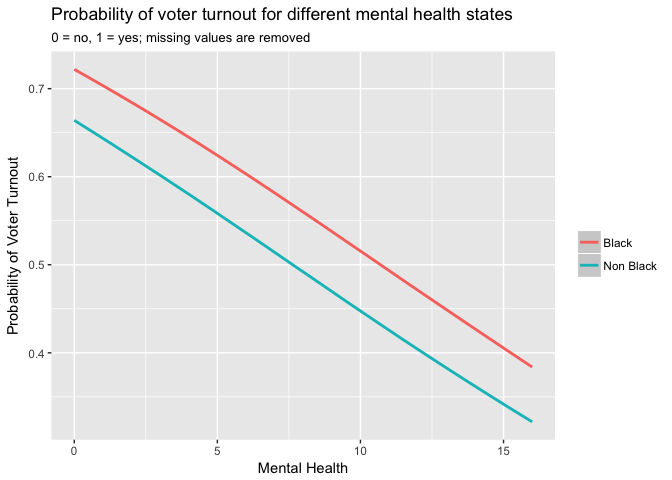 Probability of voter turnout for different mental health states
0 = no, 1 = yes; missing values are removed
0.7
0.6
0.5
0.4
Probability of Voter Turnout
0 5 10 15
Mental Health
Black
Non Black